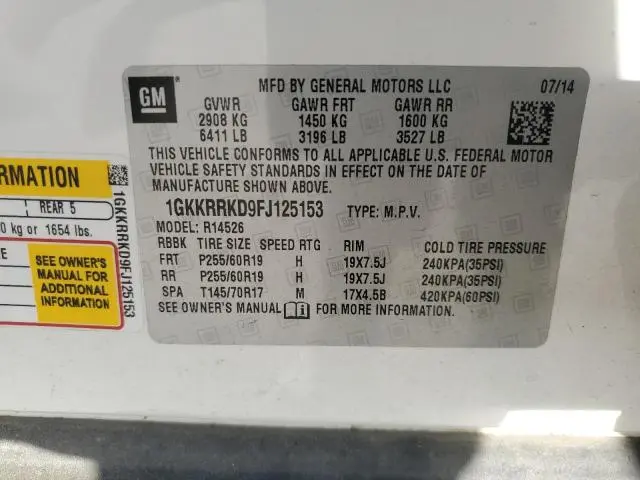 GM
MFD BY GENERAL MOTORS LLC 07/14
GVWR GAWR FRT GAWR RR
2908 KG 1450 KG 1600 KG
6411 LB 3196 LB 3527 LB
THIS VEHICLE CONFORMS TO ALL APPLICABLE U.S. FEDERAL MOTOR
VEHICLE SAFETY STANDARDS IN EFFECT ON THE DATE OF
MANUFACTURE SHOWN ABOVE.
1GKKRRKD9FJ125153 TYPE: M.P.V.
MODEL: R14526
RBBK TIRE SIZE SPEED RTG RIM COLD TIRE PRESSURE
FRT P255/60R19 H 19X7.5J 240KPA(35PSI)
RR P255/60R19 H 19X7.5J 240KPA(35PSI)
SPA T145/70R17 M 17X4.5B 420KPA(60PSI)
SEE OWNER'S MANUAL FOR MORE INFORMATION.
RMATION
REAR 5
0 kg or 1654 lbs.
E
SEE OWNER'S
MANUAL FOR
ADDITIONAL
INFORMATION
1GKKRRKD9FJ125153